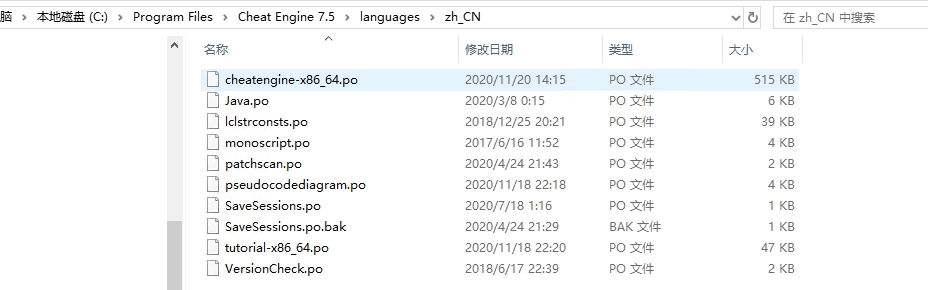 脑 › 本地磁盘 (C:) › Program Files › Cheat Engine 7.5 › languages › zh_CN 在 zh_CN 中搜索
名称 修改日期 类型 大小
cheatengine-x86_64.po 2020/11/20 14:15 PO 文件 515 KB
Java.po 2020/3/8 0:15 PO 文件 6 KB
lclstrconsts.po 2018/12/25 20:21 PO 文件 39 KB
monoscript.po 2017/6/16 11:52 PO 文件 4 KB
patchscan.po 2020/4/24 21:43 PO 文件 2 KB
pseudocodediagram.po 2020/11/18 22:18 PO 文件 4 KB
SaveSessions.po 2020/7/18 1:16 PO 文件 1 KB
SaveSessions.po.bak 2020/4/24 21:29 BAK 文件 1 KB
tutorial-x86_64.po 2020/11/18 22:20 PO 文件 47 KB
VersionCheck.po 2018/6/17 22:39 PO 文件 2 KB